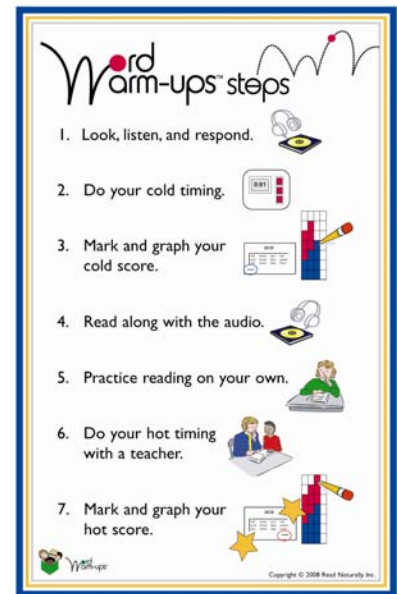 Word
Warm-ups™ steps
1. Look, listen, and respond.
2. Do your cold timing.
0:01
3. Mark and graph your
cold score.
4. Read along with the audio.
5. Practice reading on your own.
6. Do your hot timing
with a teacher.
7. Mark and graph your
hot score.
Word
Warm-ups
Copyright © 2008 Read Naturally, Inc.